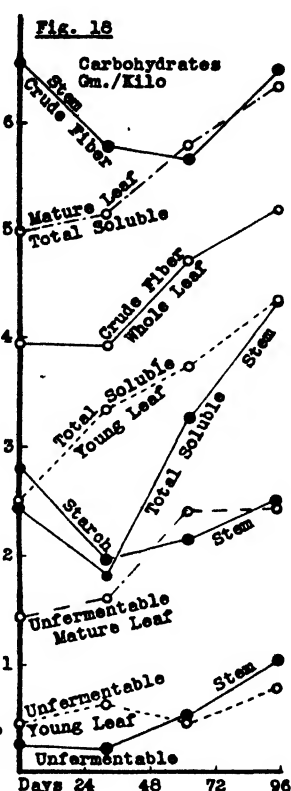 Fig. 18
Carbohydrates
Gm./Kilo
Stem
Crude Fiber
6
Mature Leaf
Total Soluble
5
Crude Fiber
Whole Leaf
4
Total Soluble
Young Leaf
Stem
Total Soluble
3
Starch
Stem
2
Unfermentable
Mature Leaf
1
Unfermentable
Young Leaf
Stem
Unfermentable
Days 24 48 72 96